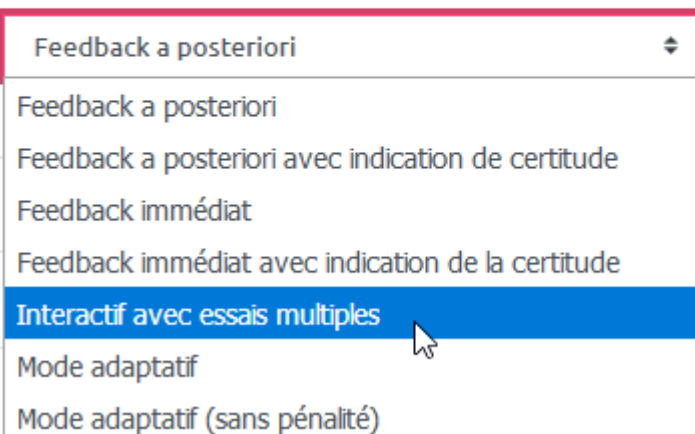 Feedback a posteriori
Feedback a posteriori
Feedback a posteriori avec indication de certitude
Feedback immédiat
Feedback immédiat avec indication de la certitude
Interactif avec essais multiples
Mode adaptatif
Mode adaptatif (sans pénalité)